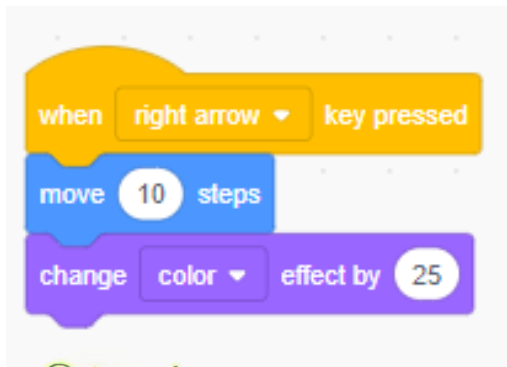 when right arrow key pressed
move 10 steps
change color effect by 25